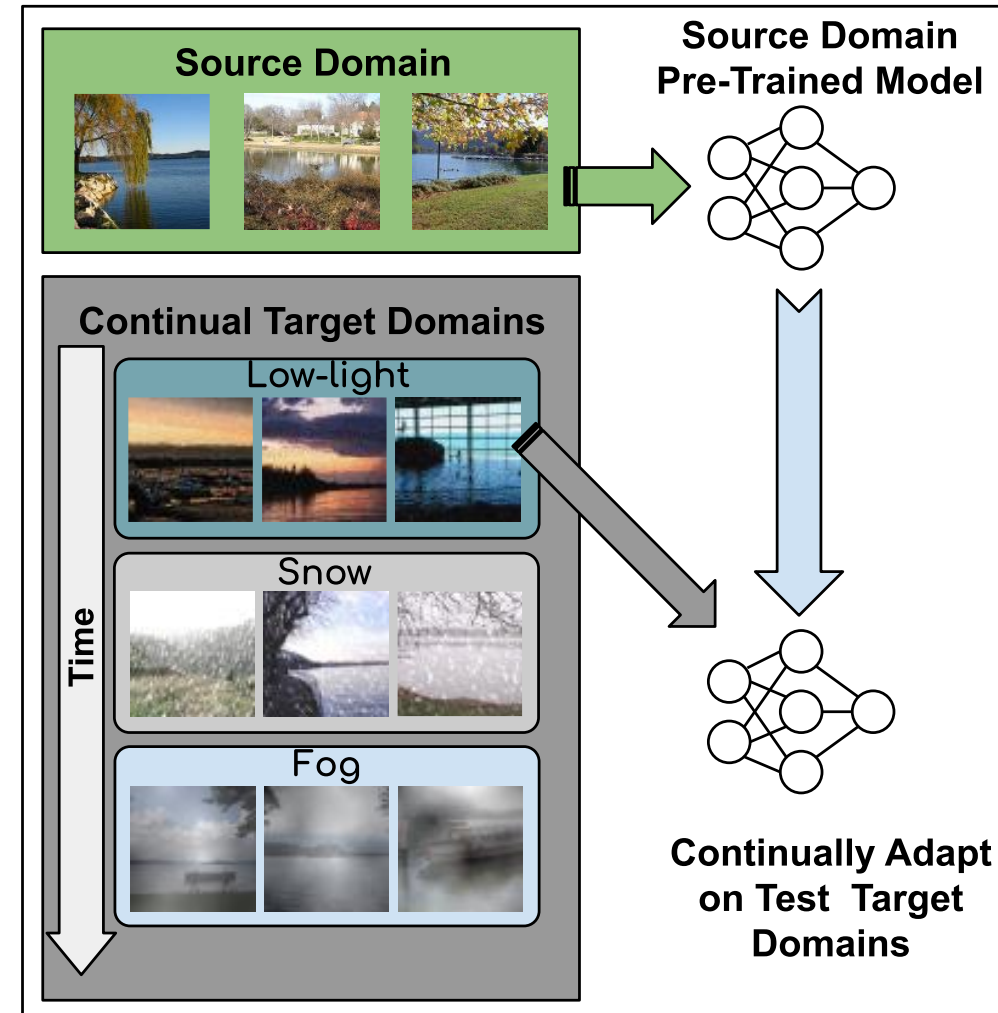 Source Domain
Source Domain
Pre-Trained Model
Continual Target Domains
Low-light
Snow
Time
Fog
Continually Adapt
on Test Target
Domains